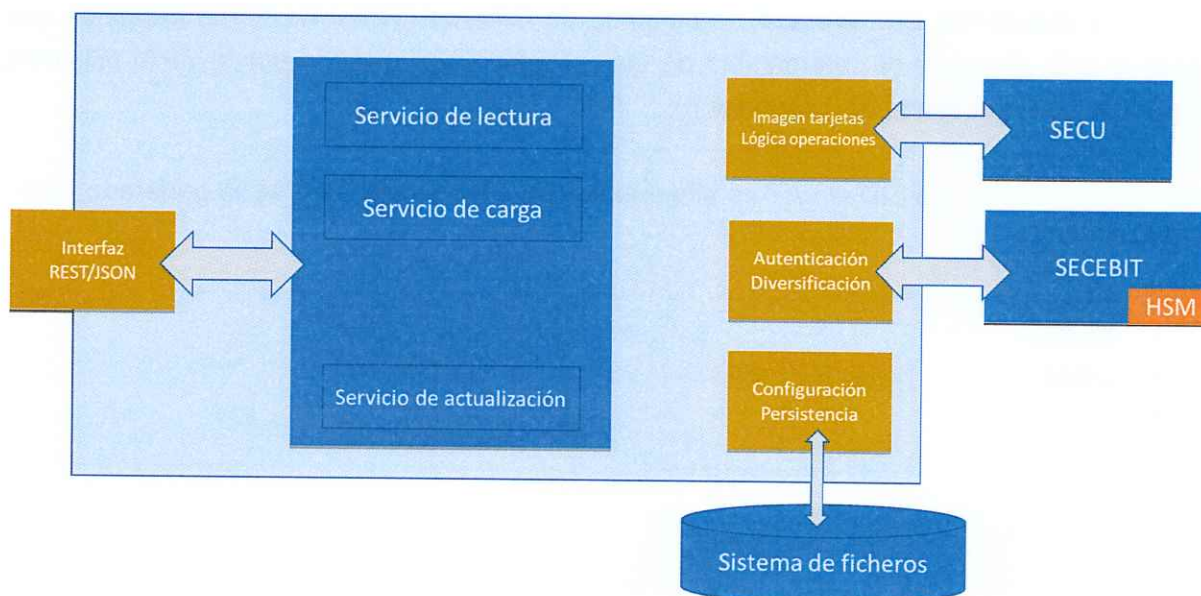 Servicio de lectura
Servicio de carga
Servicio de actualización
Interfaz
REST/JSON
Imagen tarjetas
Lógica operaciones
Autenticación
Diversificación
Configuración
Persistencia
SECU
SECEBIT
HSM
Sistema de ficheros